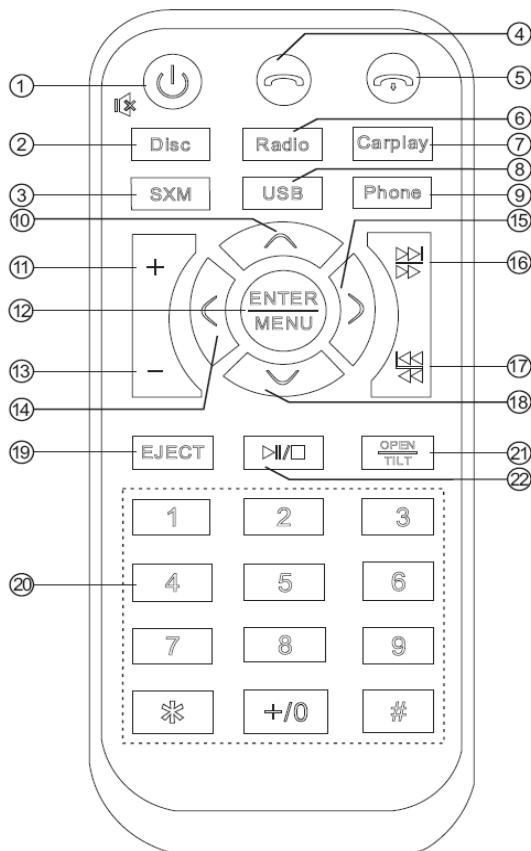 4
1
5
6
2 Disc Radio Carplay 7
8
3 SXM USB Phone 9
10 15
11 + 16
12 ENTER
MENU
13 − 17
14 18
19 EJECT OPEN 21
TILT
22
1 2 3
20 4 5 6
7 8 9
* +/0 #